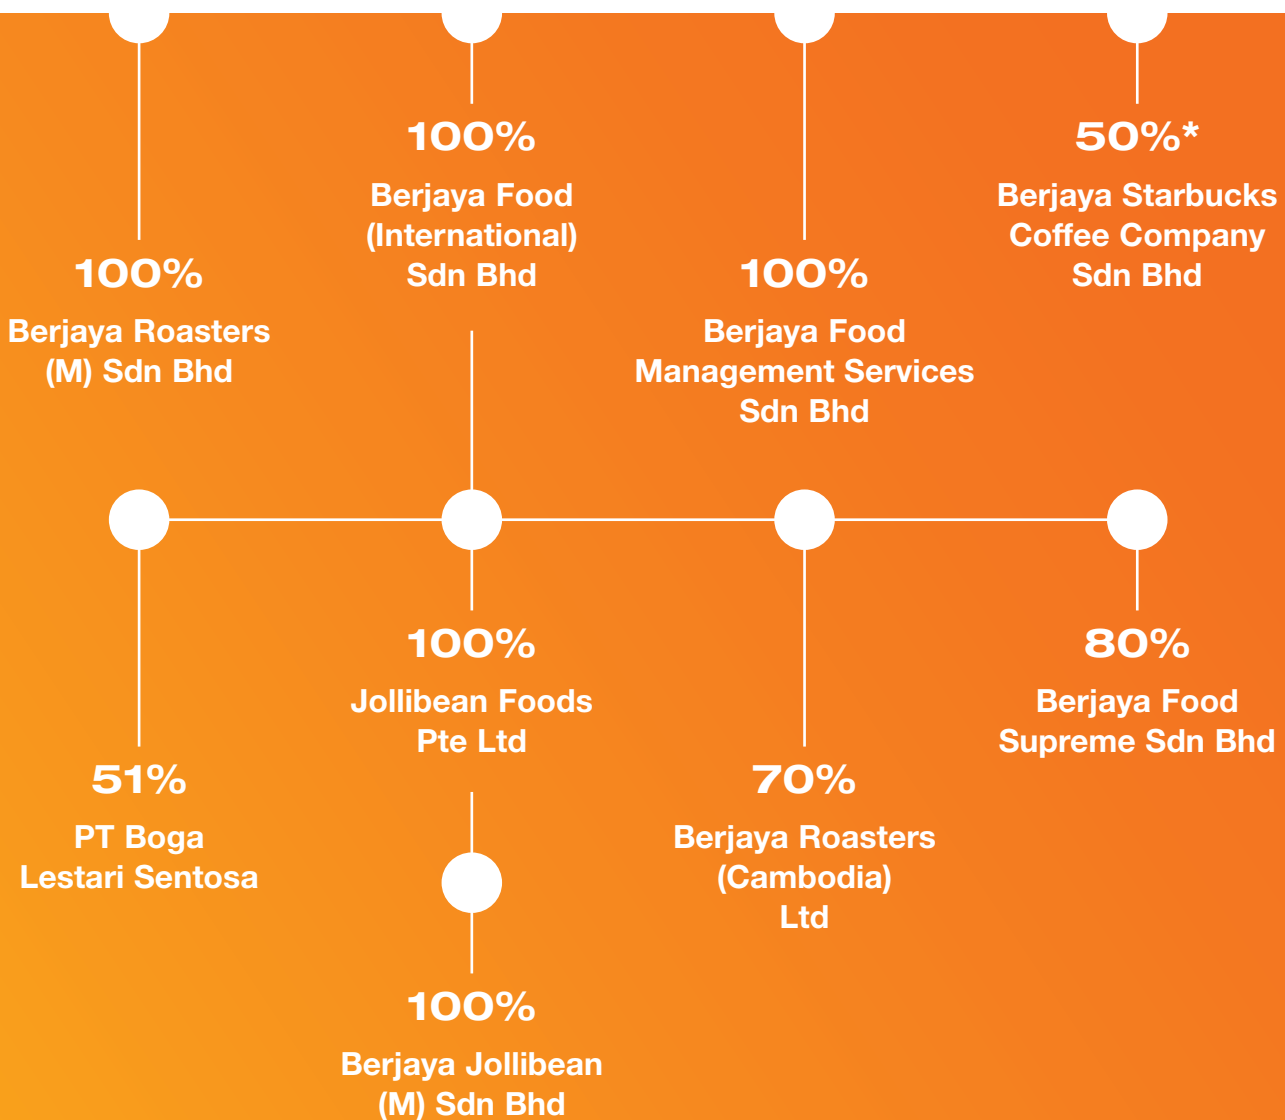 100%
Berjaya Roasters
(M) Sdn Bhd
100%
Berjaya Food
(International)
Sdn Bhd
100%
Berjaya Food
Management Services
Sdn Bhd
50%*
Berjaya Starbucks
Coffee Company
Sdn Bhd
51%
PT Boga
Lestari Sentosa
100%
Jollibean Foods
Pte Ltd
70%
Berjaya Roasters
(Cambodia)
Ltd
80%
Berjaya Food
Supreme Sdn Bhd
100%
Berjaya Jollibean
(M) Sdn Bhd